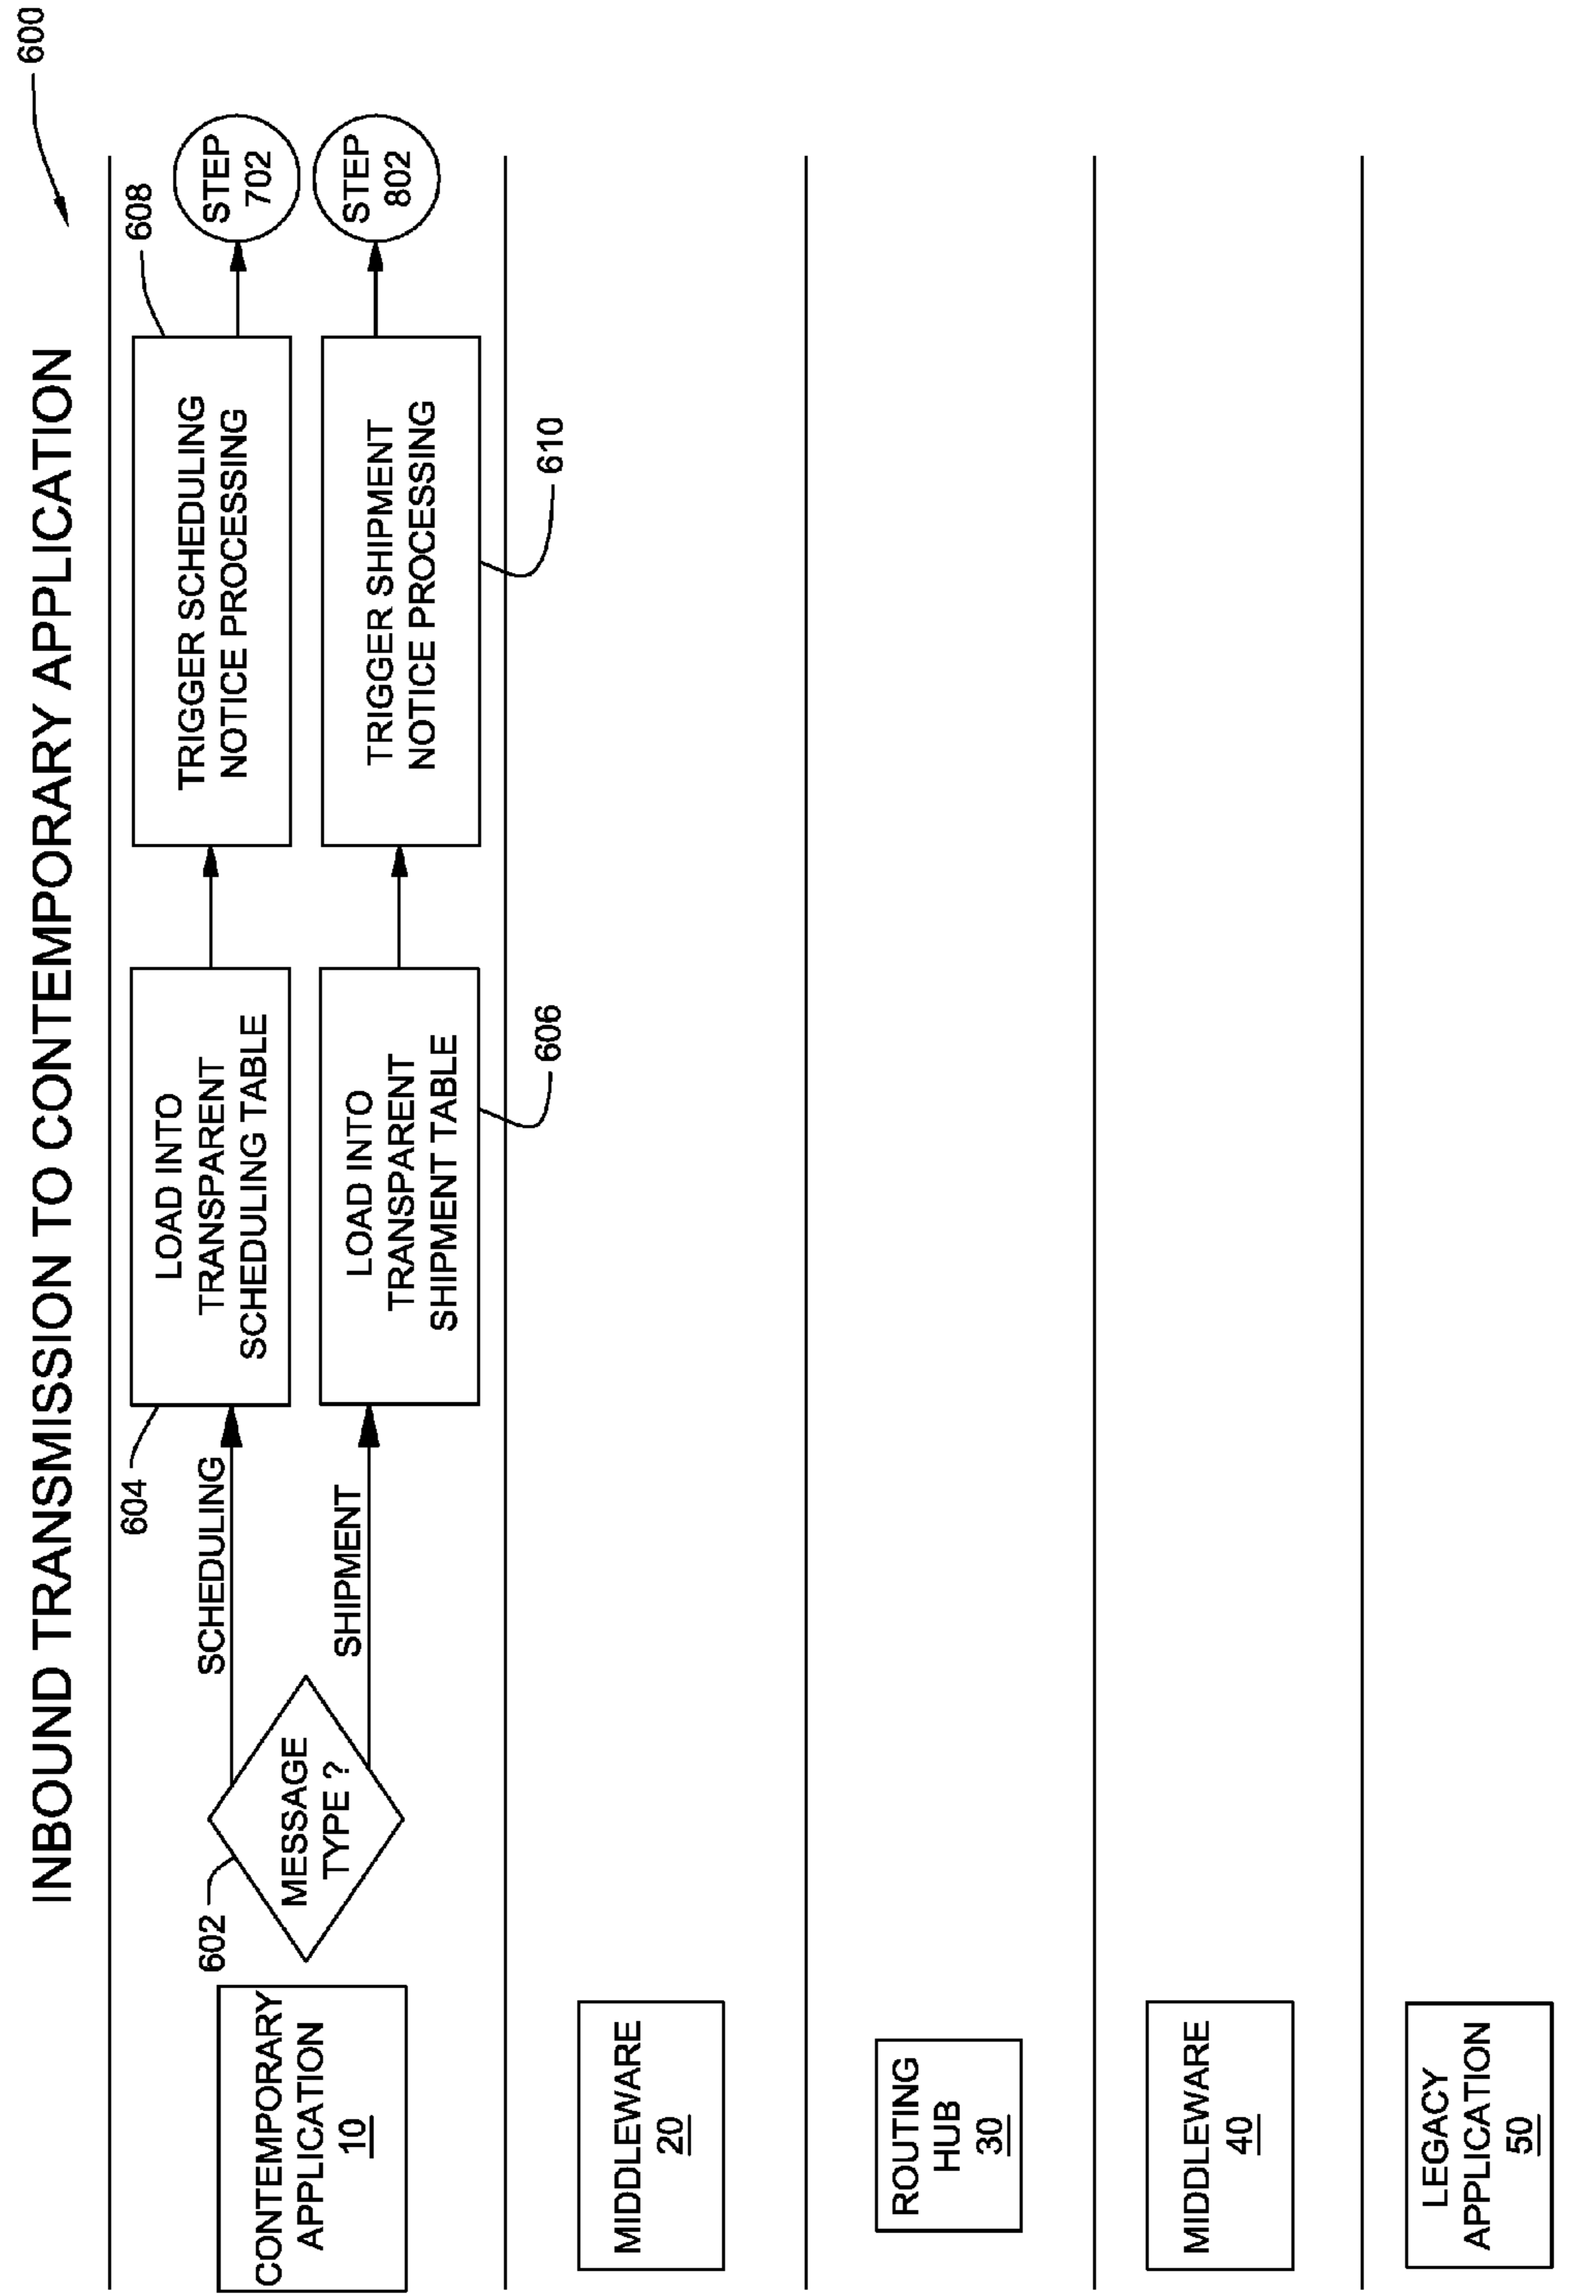 INBOUND TRANSMISSION TO CONTEMPORARY APPLICATION
600
CONTEMPORARY
APPLICATION
10
602
MESSAGE
TYPE ?
SCHEDULING
SHIPMENT
604
LOAD INTO
TRANSPARENT
SCHEDULING TABLE
LOAD INTO
TRANSPARENT
SHIPMENT TABLE
606
608
TRIGGER SCHEDULING
NOTICE PROCESSING
TRIGGER SHIPMENT
NOTICE PROCESSING
610
STEP
702
STEP
802
MIDDLEWARE
20
ROUTING
HUB
30
MIDDLEWARE
40
LEGACY
APPLICATION
50